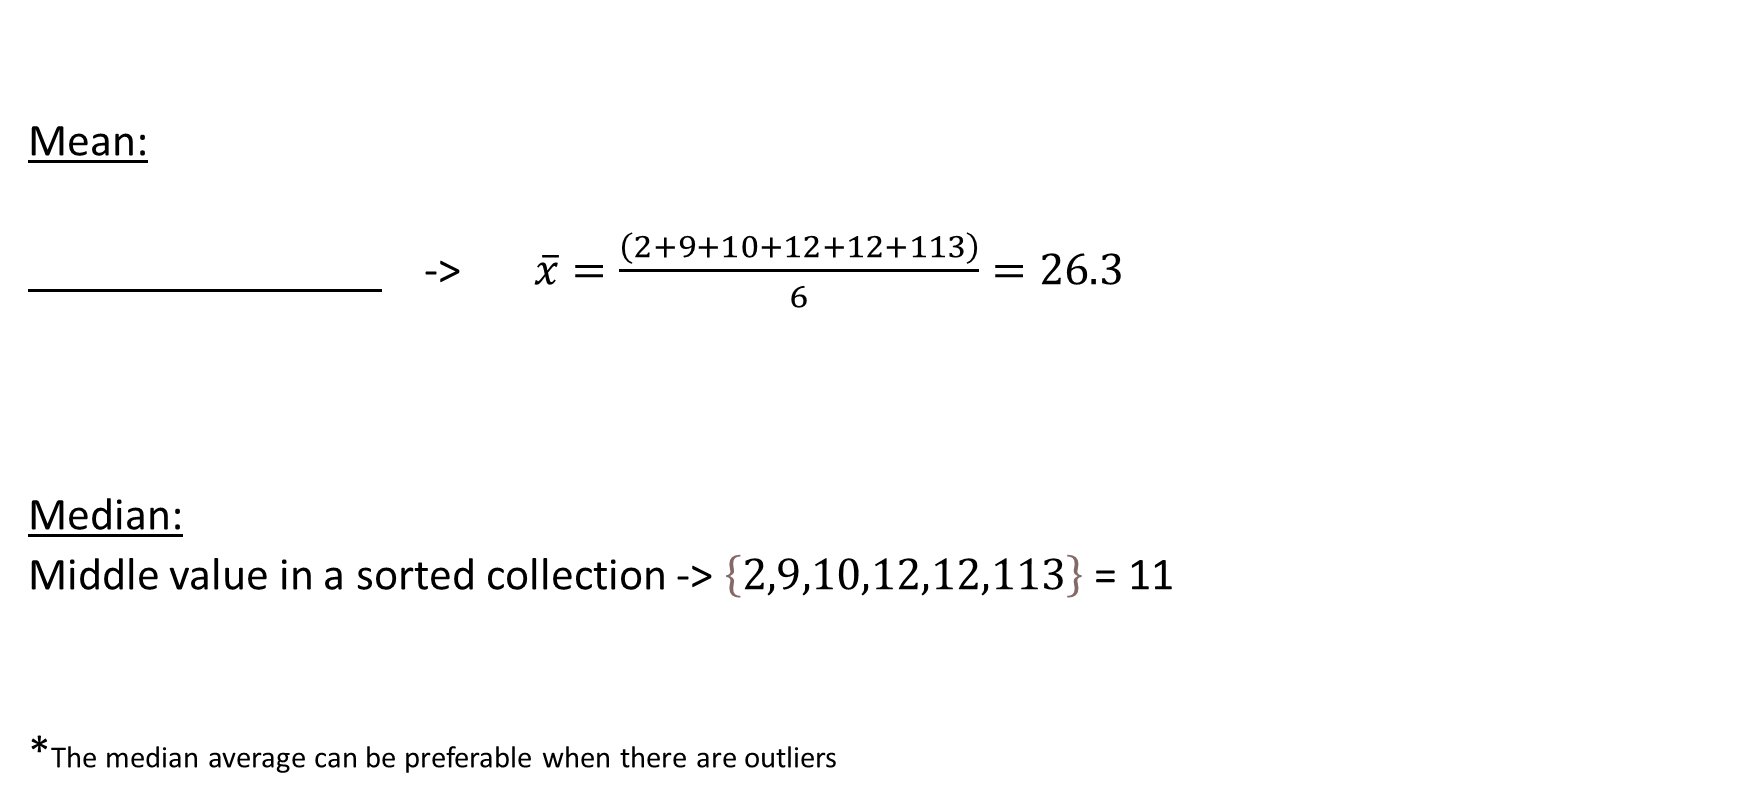 Mean:
_______________ -> x̄ = (2+9+10+12+12+113)/6 = 26.3
Median:
Middle value in a sorted collection -> {2,9,10,12,12,113} = 11
*The median average can be preferable when there are outliers